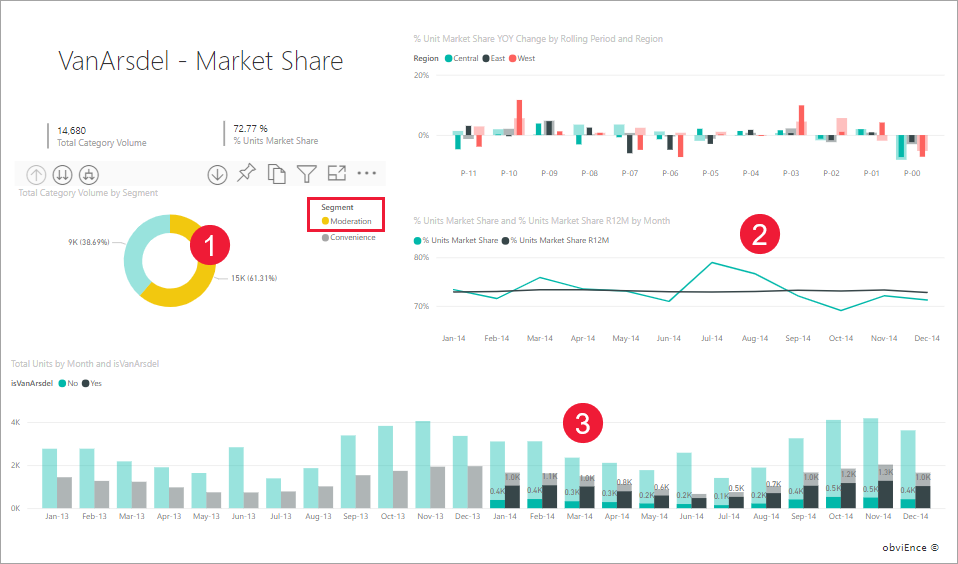 VanArsdel - Market Share
14,680
Total Category Volume
72.77 %
% Units Market Share
Total Category Volume by Segment
Segment
Moderation
Convenience
9K (38.69%)
15K (61.31%)
1
% Unit Market Share YOY Change by Rolling Period and Region
Region Central East West
20%
0%
P-11 P-10 P-09 P-08 P-07 P-06 P-05 P-04 P-03 P-02 P-01 P-00
% Units Market Share and % Units Market Share R12M by Month
2
% Units Market Share % Units Market Share R12M
80%
70%
Jan-14 Feb-14 Mar-14 Apr-14 May-14 Jun-14 Jul-14 Aug-14 Sep-14 Oct-14 Nov-14 Dec-14
Total Units by Month and isVanArsdel
isVanArsdel No Yes
3
4K
2K
0K
0.4K 1.0K 0.4K 1.1K 0.3K 1.0K 0.3K 0.8K 0.2K 0.6K 0.2K 0.1K 0.5K 0.2K 0.7K 0.4K 1.0K 0.5K 1.2K 0.5K 1.3K 0.4K 1.0K
Jan-13 Feb-13 Mar-13 Apr-13 May-13 Jun-13 Jul-13 Aug-13 Sep-13 Oct-13 Nov-13 Dec-13 Jan-14 Feb-14 Mar-14 Apr-14 May-14 Jun-14 Jul-14 Aug-14 Sep-14 Oct-14 Nov-14 Dec-14
obviEnce ©